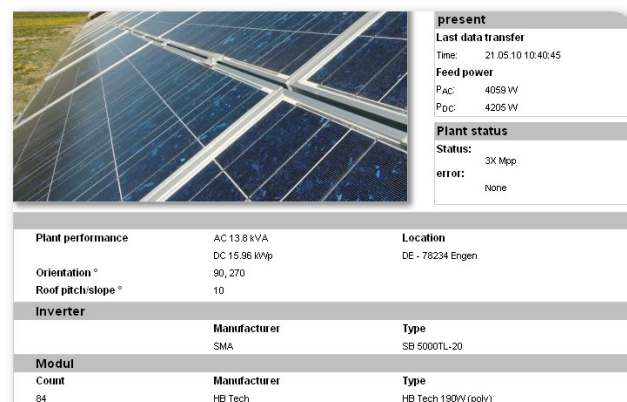 present
Last data transfer
Time: 21.05.10 10:40:45
Feed power
PAC: 4059 W
PDC: 4205 W
Plant status
Status:
3X Mpp
error:
None
Plant performance AC 13.8 kVA Location
DC 15.96 kWp DE - 78234 Engen
Orientation ° 90, 270
Roof pitch/slope ° 10
Inverter
Manufacturer Type
SMA SB 5000TL-20
Modul
Count Manufacturer Type
84 HB Tech HB Tech 190W (poly)